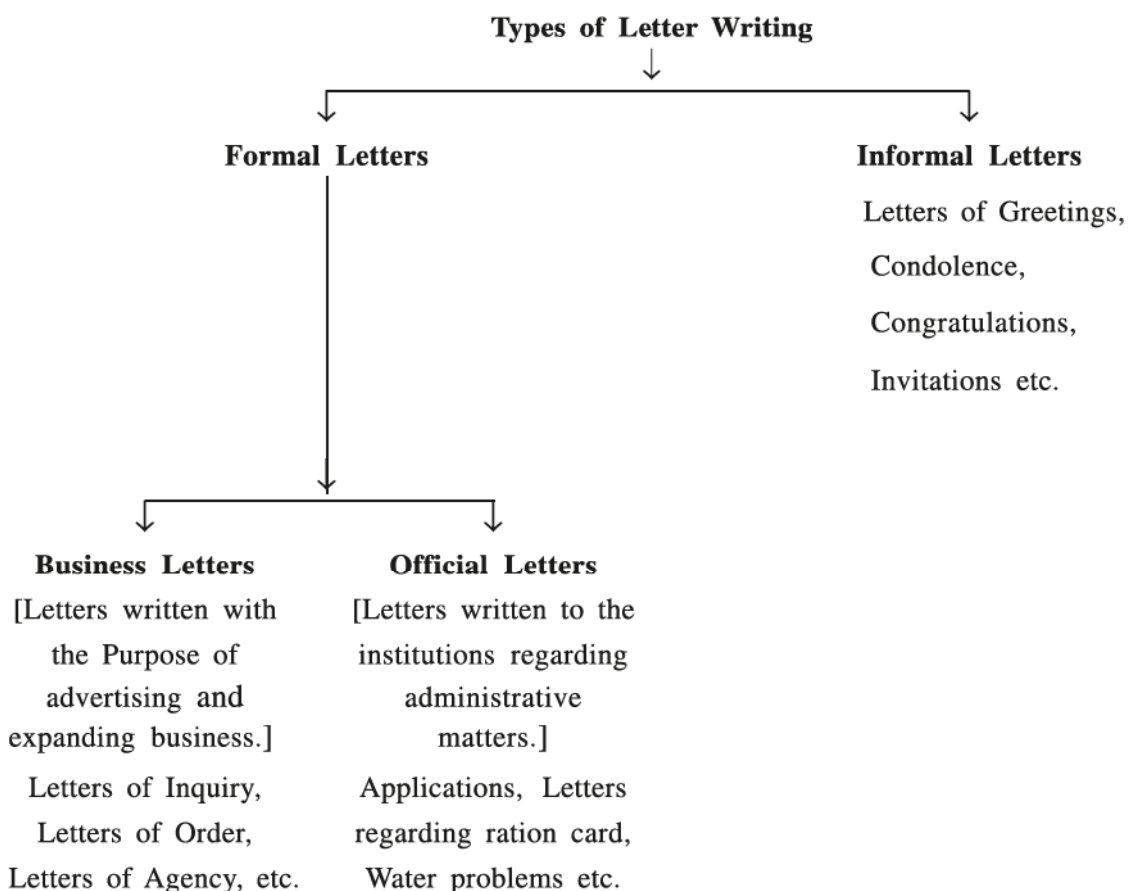 Types of Letter Writing
Formal Letters
Informal Letters
Letters of Greetings,
Condolence,
Congratulations,
Invitations etc.
Business Letters
[Letters written with
the Purpose of
advertising and
expanding business.]
Letters of Inquiry,
Letters of Order,
Letters of Agency, etc.
Official Letters
[Letters written to the
institutions regarding
administrative
matters.]
Applications, Letters
regarding ration card,
Water problems etc.